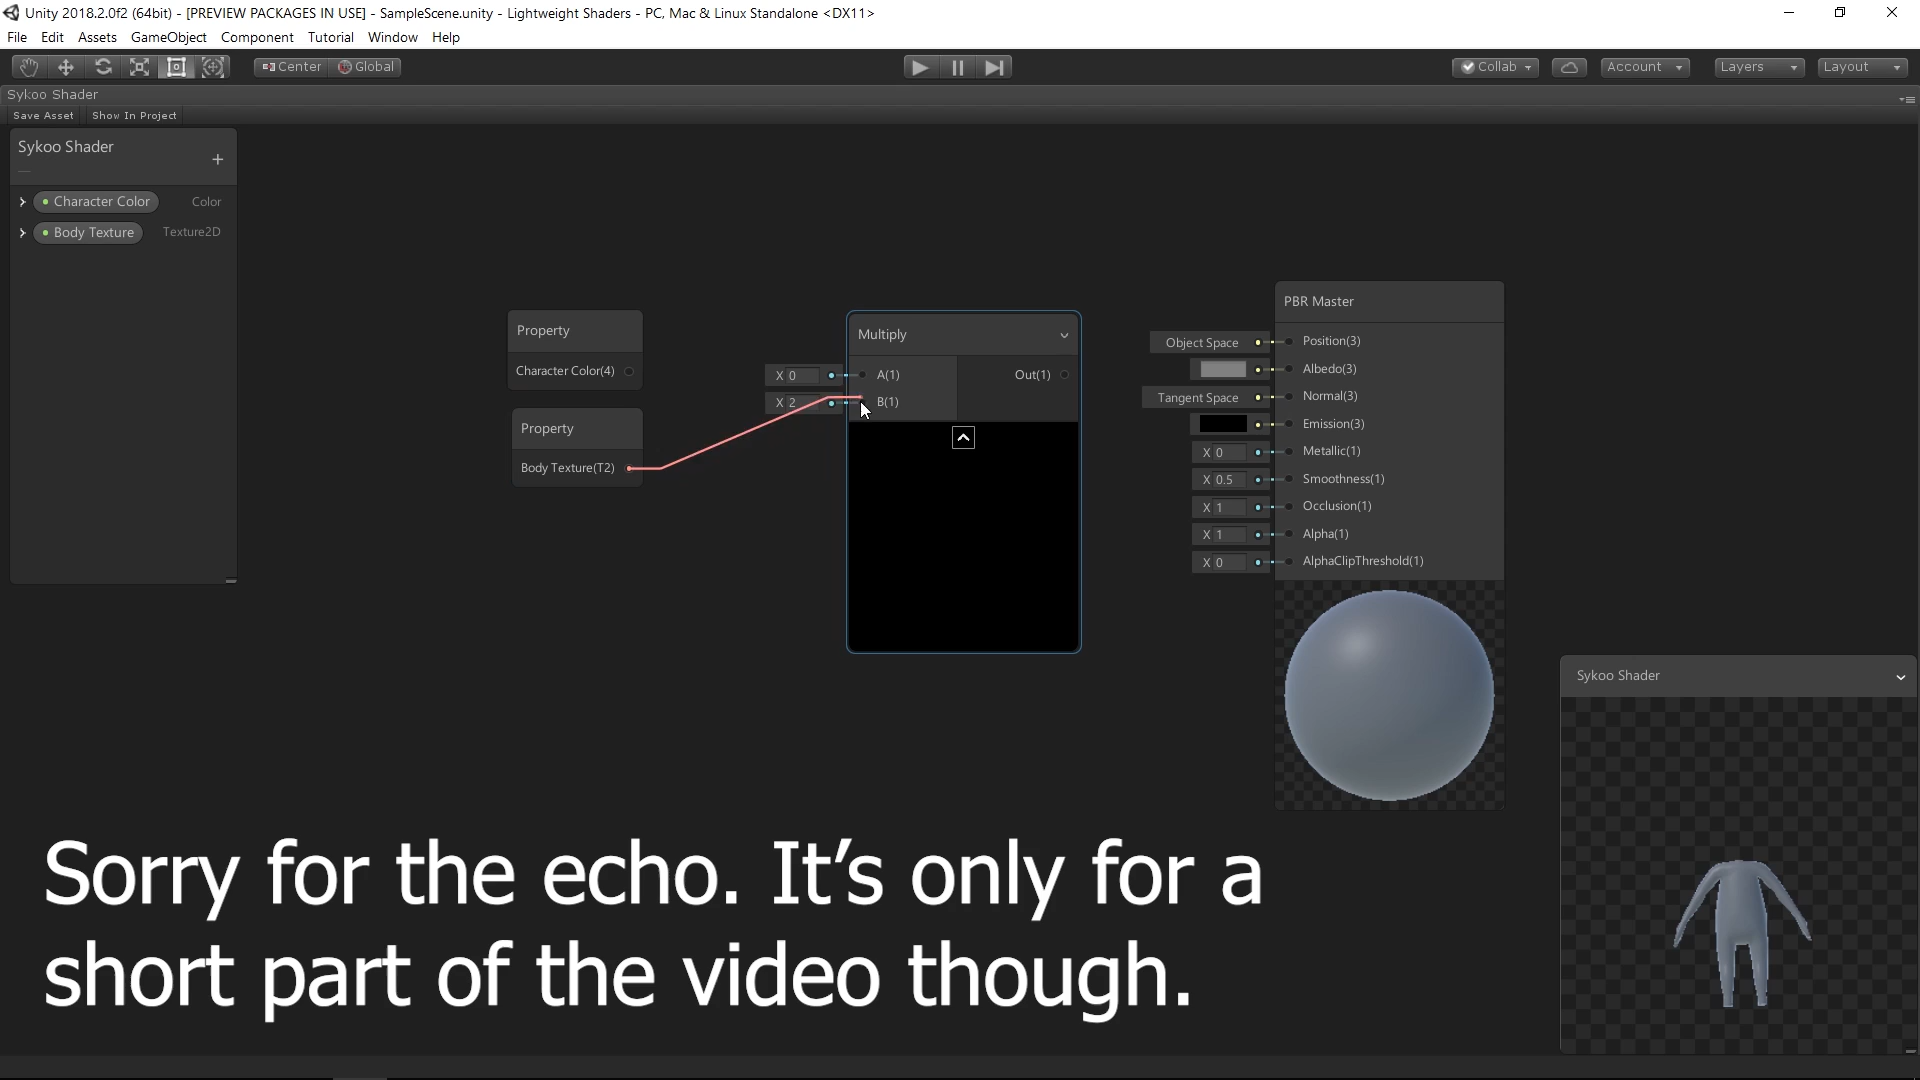 Unity 2018.2.0f2 (64bit) - [PREVIEW PACKAGES IN USE] - SampleScene.unity - Lightweight Shaders - PC, Mac & Linux Standalone <DX11>
File Edit Assets GameObject Component Tutorial Window Help
Center Global Collab Account Layers Layout
Sykoo Shader
Save Asset Show In Project
Sykoo Shader
Character Color Color
Body Texture Texture2D
Property
Character Color(4)
Property
Body Texture(T2)
Multiply
X 0 A(1) Out(1)
X 2 B(1)
PBR Master
Object Space Position(3)
Albedo(3)
Tangent Space Normal(3)
Emission(3)
X 0 Metallic(1)
X 0.5 Smoothness(1)
X 1 Occlusion(1)
X 1 Alpha(1)
X 0 AlphaClipThreshold(1)
Sykoo Shader
Sorry for the echo. It’s only for a
short part of the video though.